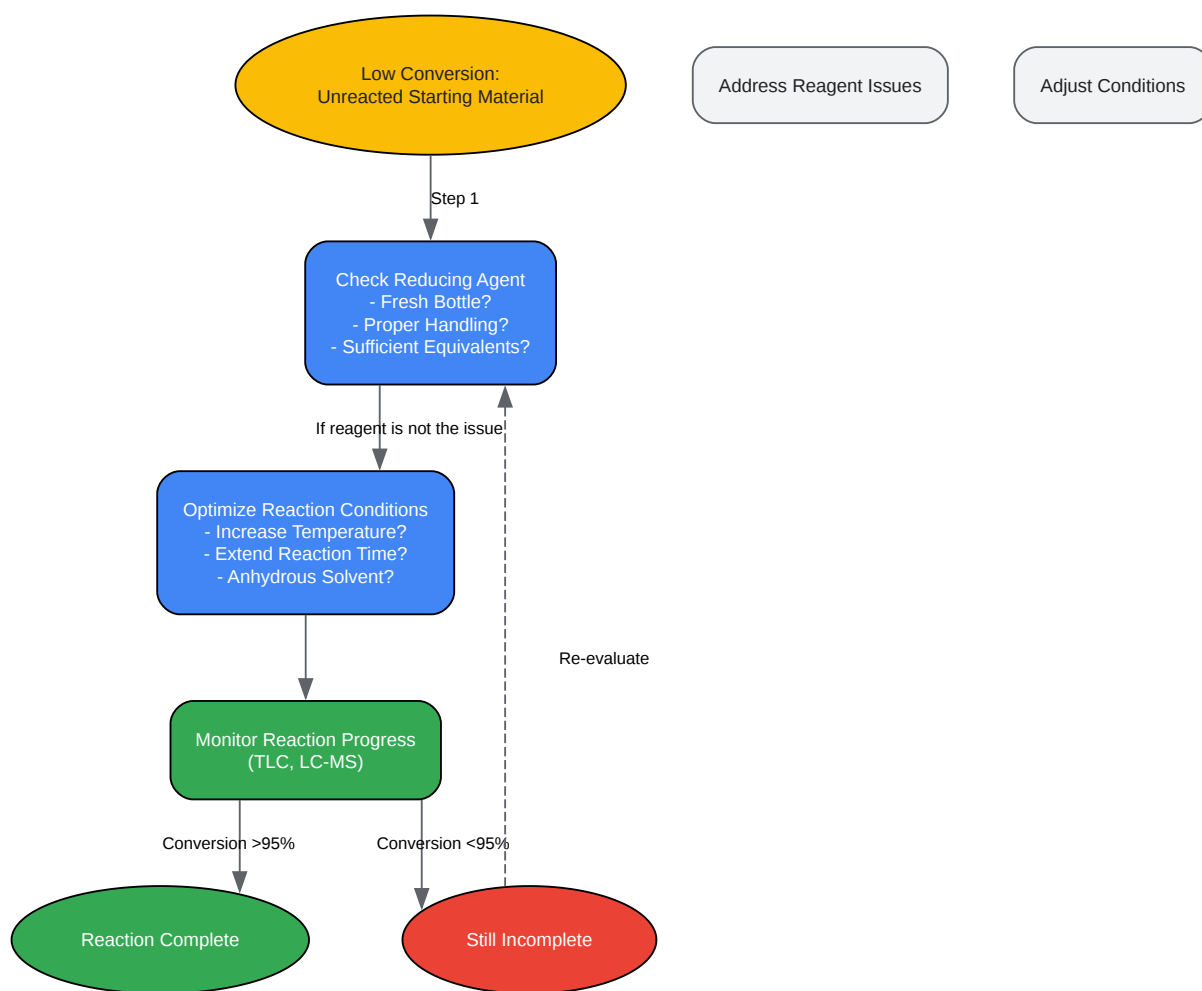 Low Conversion:
Unreacted Starting Material
Address Reagent Issues
Adjust Conditions
Step 1
Check Reducing Agent
- Fresh Bottle?
- Proper Handling?
- Sufficient Equivalents?
If reagent is not the issue
Optimize Reaction Conditions
- Increase Temperature?
- Extend Reaction Time?
- Anhydrous Solvent?
Re-evaluate
Monitor Reaction Progress
(TLC, LC-MS)
Conversion >95%
Conversion <95%
Reaction Complete
Still Incomplete